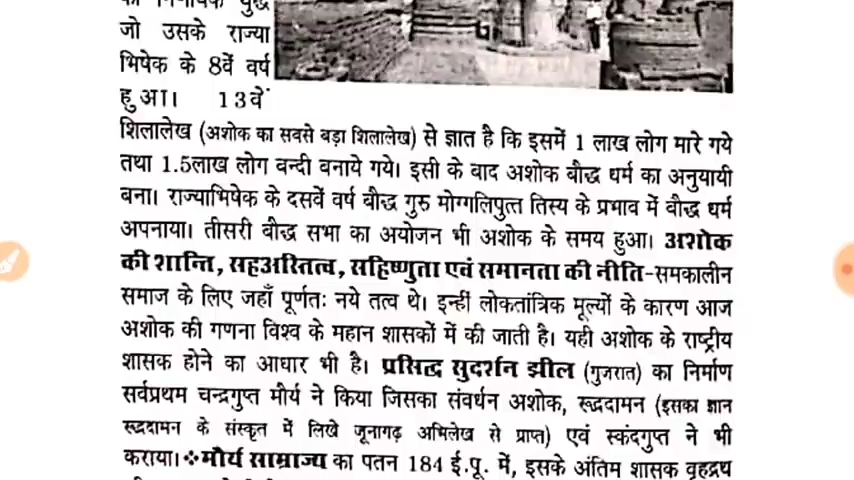 जो उसके राज्या
भिषेक के 8वें वर्ष
हुआ। 13वें
शिलालेख (अशोक का सबसे बड़ा शिलालेख) से ज्ञात है कि इसमें 1 लाख लोग मारे गये
तथा 1.5लाख लोग बन्दी बनाये गये। इसी के बाद अशोक बौद्ध धर्म का अनुयायी
बना। राज्याभिषेक के दसवें वर्ष बौद्ध गुरु मोग्गलिपुत्त तिस्य के प्रभाव में बौद्ध धर्म
अपनाया। तीसरी बौद्ध सभा का अयोजन भी अशोक के समय हुआ। अशोक
की शान्ति, सहअस्तित्व, सहिष्णुता एवं समानता की नीति-समकालीन
समाज के लिए जहाँ पूर्णतः नये तत्व थे। इन्हीं लोकतांत्रिक मूल्यों के कारण आज
अशोक की गणना विश्व के महान शासकों में की जाती है। यही अशोक के राष्ट्रीय
शासक होने का आधार भी है। प्रसिद्ध सुदर्शन झील (गुजरात) का निर्माण
सर्वप्रथम चन्द्रगुप्त मौर्य ने किया जिसका संवर्धन अशोक, रूद्रदामन (इसका ज्ञान
रूद्रदामन के संस्कृत में लिखे जूनागढ़ अभिलेख से प्राप्त) एवं स्कंदगुप्त ने भी
कराया।❖मौर्य साम्राज्य का पतन 184 ई.पू. में, इसके अंतिम शासक वृहद्रथ